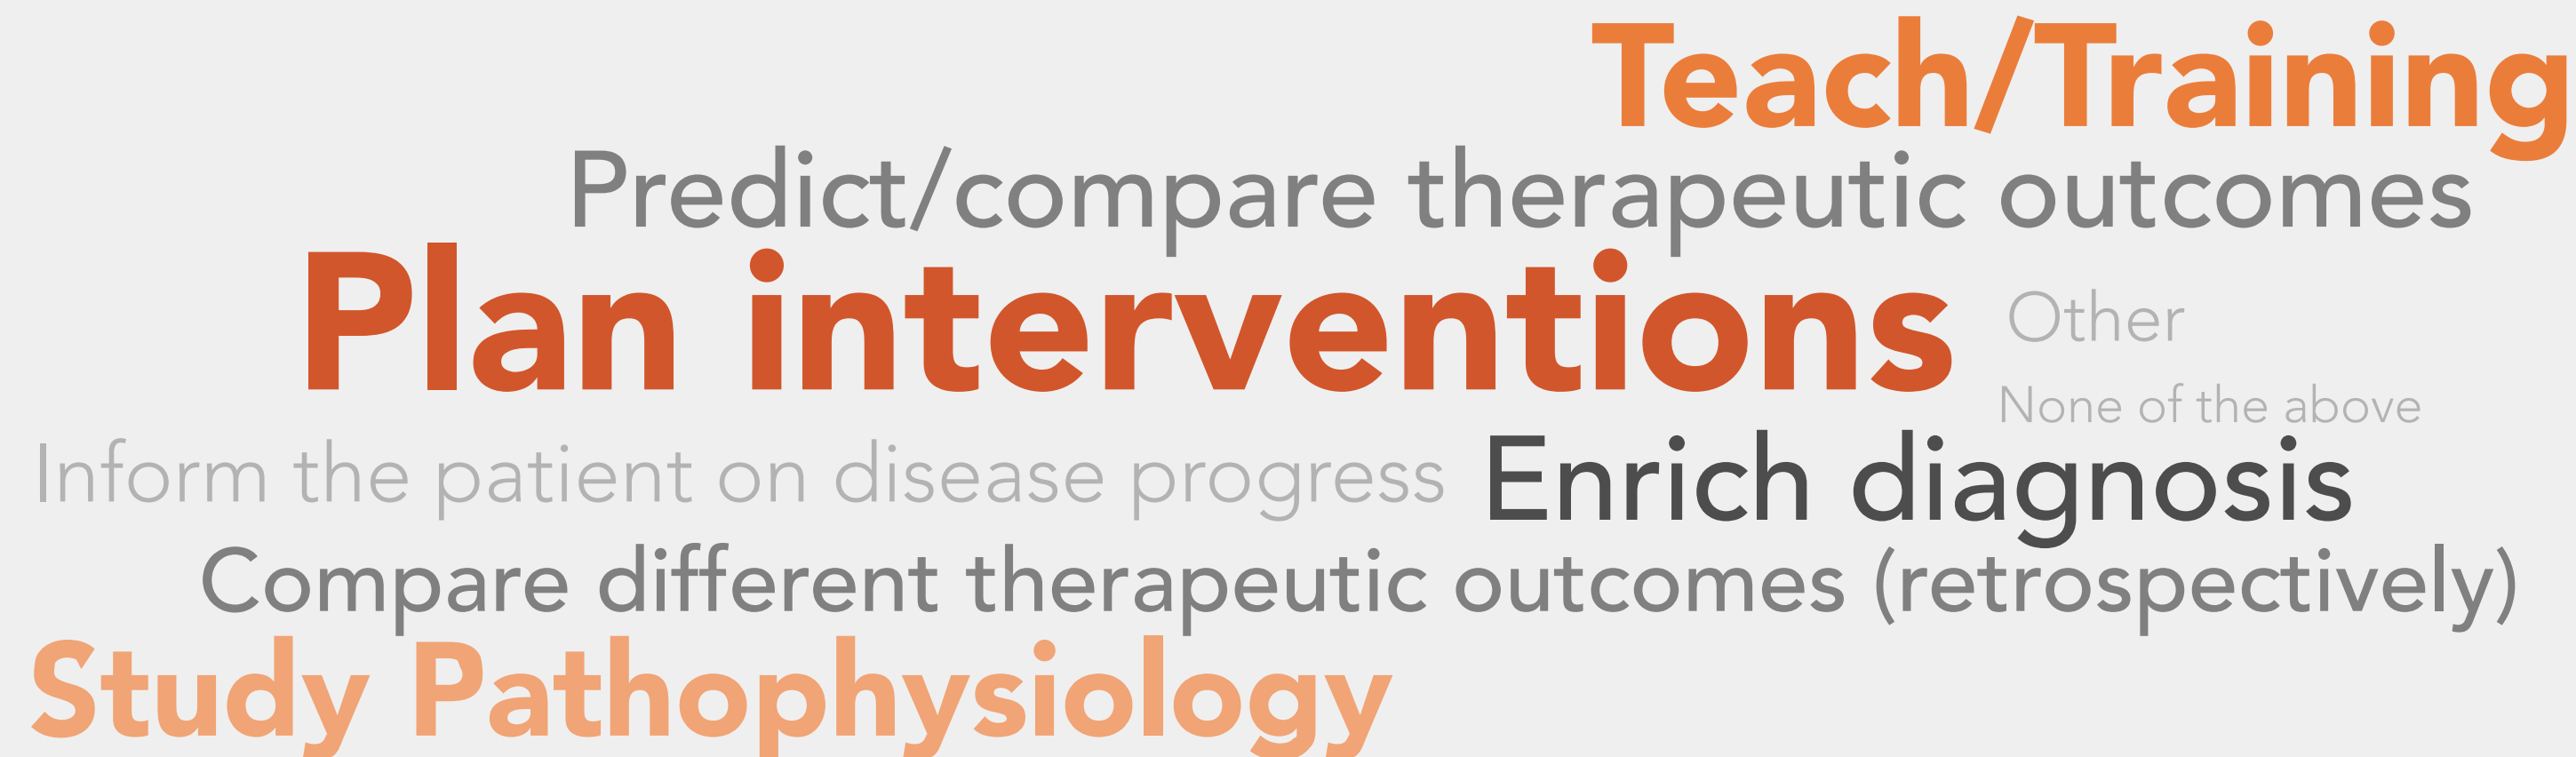 Teach/Training
Predict/compare therapeutic outcomes
Plan interventions
Other
None of the above
Inform the patient on disease progress
Enrich diagnosis
Compare different therapeutic outcomes (retrospectively)
Study Pathophysiology